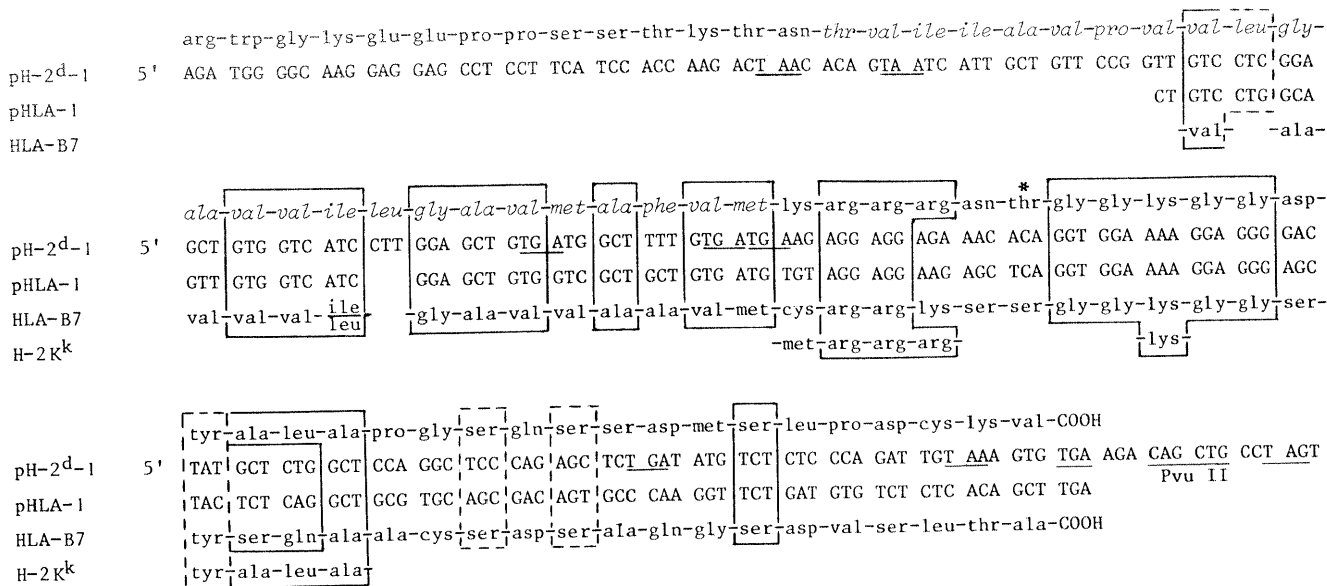 arg-trp-gly-lys-glu-glu-pro-pro-ser-ser-thr-lys-thr-asn-thr-val-ile-ile-ala-val-pro-val-val-leu-gly-
pH-2d-1 5' AGA TGG GGC AAG GAG GAG CCT CCT TCA TCC ACC AAG ACT AAC ACA GTA ATC ATT GCT GTT CCG GTT GTC CTC GGA
pHLA-1 CT GTC CTG GCA
HLA-B7 -val- -ala-
ala-val-val-ile-leu-gly-ala-val-met-ala-phe-val-met-lys-arg-arg-arg-asn-thr-gly-gly-lys-gly-gly-asp-
*
pH-2d-1 5' GCT GTG GTC ATC CTT GGA GCT GTG ATG GCT TTT GTG ATG AAG AGG AGG AGA AAC ACA GGT GGA AAA GGA GGG GAC
pHLA-1 GTT GTG GTC ATC GGA GCT GTG GTC GCT GCT GTG ATG TGT AGG AGG AAG AGC TCA GGT GGA AAA GGA GGG AGC
HLA-B7 val-val-val-ile/leu -gly-ala-val-val-ala-ala-val-met-cys-arg-arg-lys-ser-ser-gly-gly-lys-gly-gly-ser-
H-2Kk -met-arg-arg-arg- -lys-
tyr-ala-leu-ala-pro-gly-ser-gln-ser-ser-asp-met-ser-leu-pro-asp-cys-lys-val-COOH
pH-2d-1 5' TAT GCT CTG GCT CCA GGC TCC CAG AGC TCT GAT ATG TCT CTC CCA GAT TGT AAA GTG TGA AGA CAG CTG CCT AGT
Pvu II
pHLA-1 TAC TCT CAG GCT GCG TGC AGC GAC AGT GCC CAA GGT TCT GAT GTG TCT CTC ACA GCT TGA
HLA-B7 tyr-ser-gln-ala-ala-cys-ser-asp-ser-ala-gln-gly-ser-asp-val-ser-leu-thr-ala-COOH
H-2Kk tyr-ala-leu-ala-